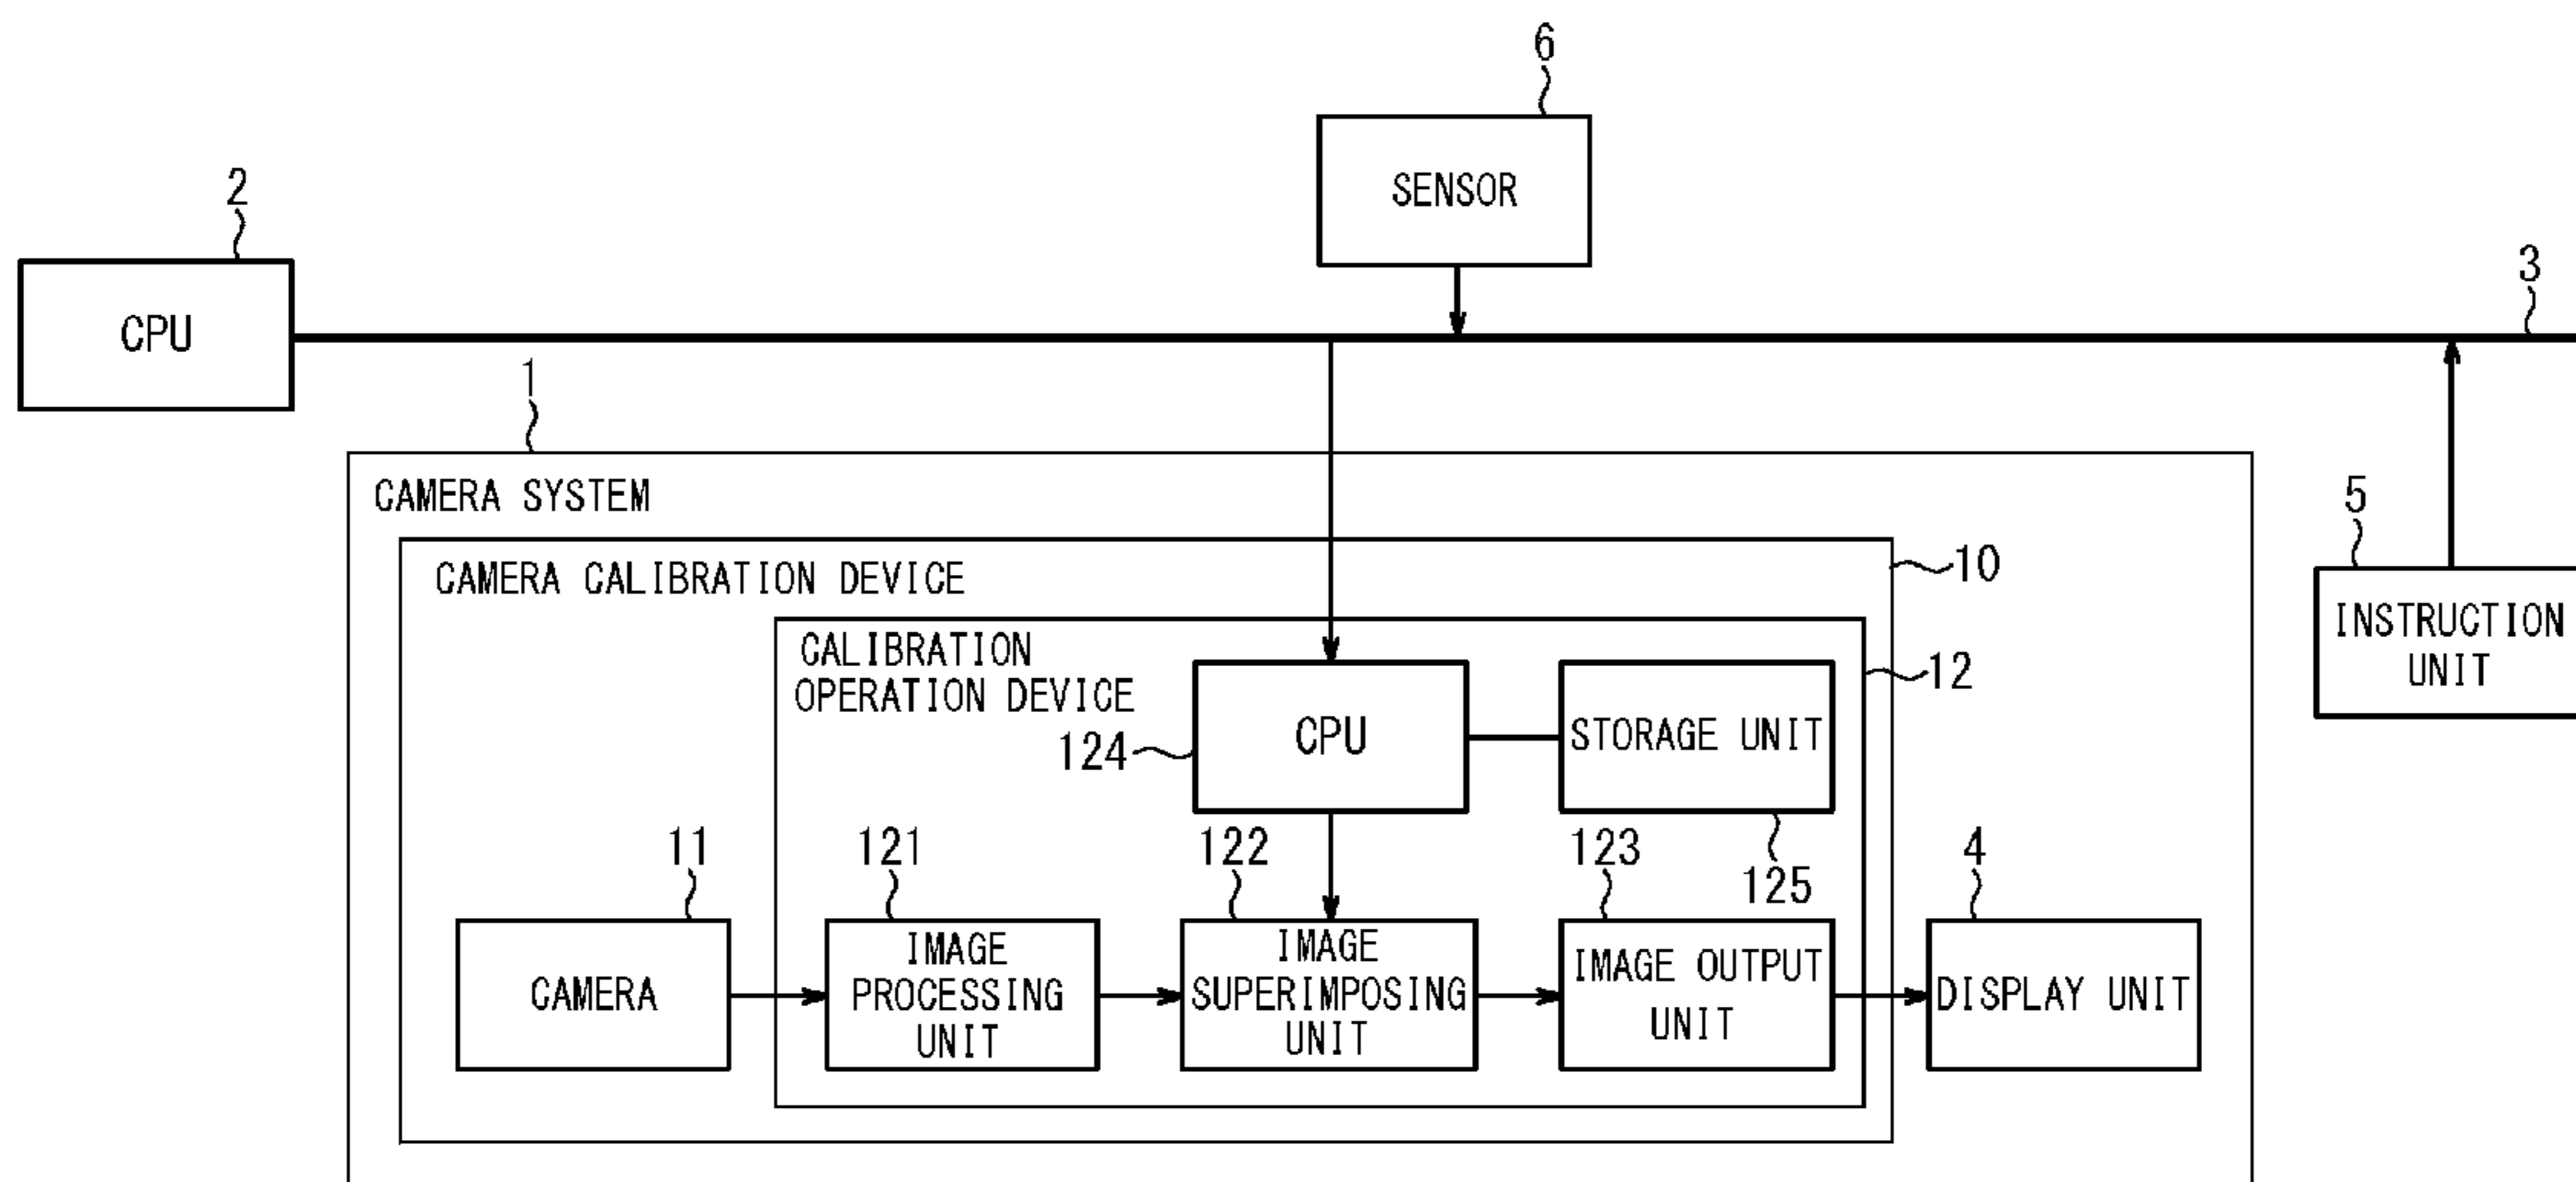 6
SENSOR
2
CPU
3
1
CAMERA SYSTEM
5
INSTRUCTION
UNIT
10
CAMERA CALIBRATION DEVICE
CALIBRATION
OPERATION DEVICE
12
124
CPU
STORAGE UNIT
125
11
121
122
123
4
CAMERA
IMAGE
PROCESSING
UNIT
IMAGE
SUPERIMPOSING
UNIT
IMAGE OUTPUT
UNIT
DISPLAY UNIT